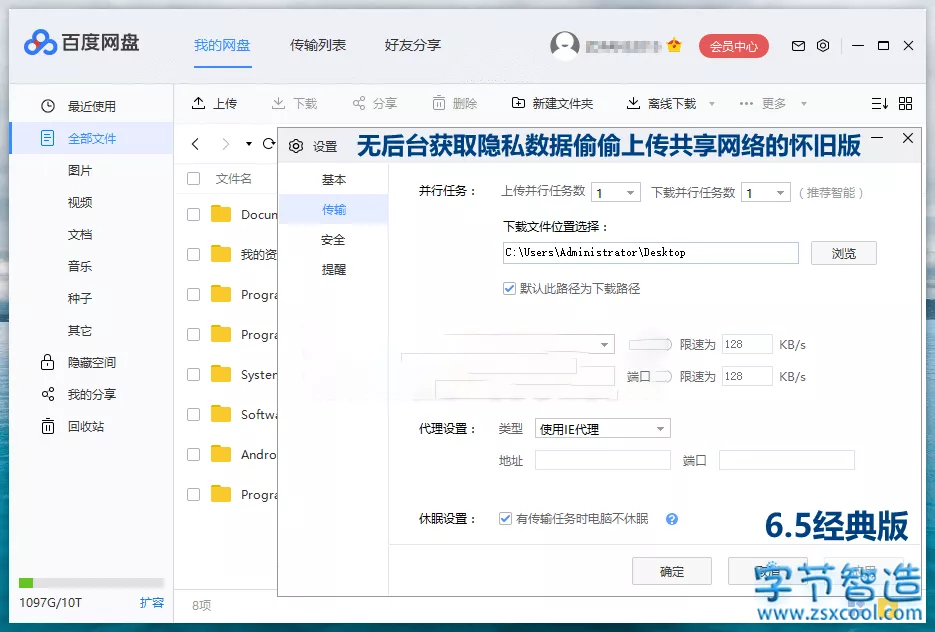 百度网盘
我的网盘 传输列表 好友分享 会员中心
上传 下载 分享 删除 新建文件夹 离线下载 更多
最近使用
全部文件
图片
视频
文档
音乐
种子
其它
隐藏空间
我的分享
回收站
1097G/10T 扩容
文件名
Docun
我的资
Progra
Progra
Syster
Softwa
Andro
Progra
8项
设置
无后台获取隐私数据偷偷上传共享网络的怀旧版
基本
传输
安全
提醒
并行任务: 上传并行任务数 1 下载并行任务数 1 (推荐智能)
下载文件位置选择:
C:\Users\Administrator\Desktop 浏览
默认此路径为下载路径
限速为 128 KB/s
端口 限速为 128 KB/s
代理设置: 类型 使用IE代理
地址 端口
休眠设置: 有传输任务时电脑不休眠
6.5经典版
确定
字节智造
www.zsxcool.com